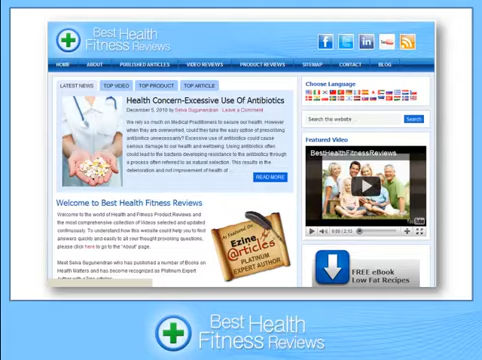 Best Health
Fitness Reviews
HOME ABOUT PUBLISHED ARTICLES VIDEO REVIEWS PRODUCT REVIEWS SITEMAP CONTACT BLOG
LATEST NEWS TOP VIDEO TOP PRODUCT TOP ARTICLE
Health Concern-Excessive Use Of Antibiotics
December 5, 2010 by Selva Sugunendran - Leave a Comment
We rely so much on Medical Practitioners to secure our health. However
when they are overworked, could they take the easy option of prescribing
antibiotics unnecessarily? Excessive use of antibiotics could cause
serious damage to our health and wellbeing. Using antibiotics often
could lead to the bacteria developing resistance to the antibiotics through
a process often referred to as natural selection. This results in the
deterioration and not improvement of health of ...
READ MORE
Choose Language
Search the website here... Search
Featured Video
BestHealthFitnessReviews
You Tube
Welcome to Best Health Fitness Reviews
Welcome to the world of Health and Fitness Product Reviews and
the most comprehensive collection of Videos selected and updated
continuously. To understand how this website could help you to find
answers quickly and easily to all your thought provoking questions,
please click here to go to the 'About' page.
Meet Selva Sugunendran who has published a number of Books on
Health Matters and has become recognized as Platinum Expert
As Featured On
Ezine
@rticles
PLATINUM
EXPERT AUTHOR
FREE eBook
Low Fat Recipes
Best Health
Fitness Reviews